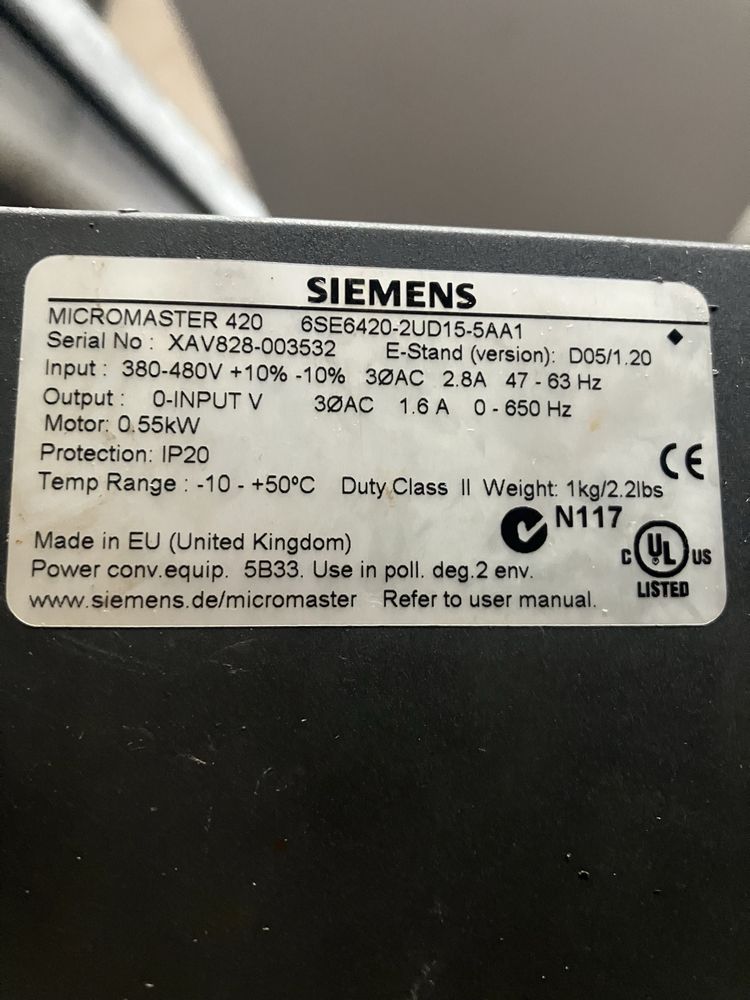 SIEMENS
MICROMASTER 420 6SE6420-2UD15-5AA1
Serial No : XAV828-003532 E-Stand (version): D05/1.20
Input : 380-480V +10% -10% 3ØAC 2.8A 47 - 63 Hz
Output : 0-INPUT V 3ØAC 1.6 A 0 - 650 Hz
Motor: 0.55kW
Protection: IP20
CE
Temp Range : -10 - +50ºC Duty Class II Weight: 1kg/2.2lbs
N117
Made in EU (United Kingdom)
C UL US
Power conv.equip. 5B33. Use in poll. deg.2 env.
LISTED
www.siemens.de/micromaster Refer to user manual.